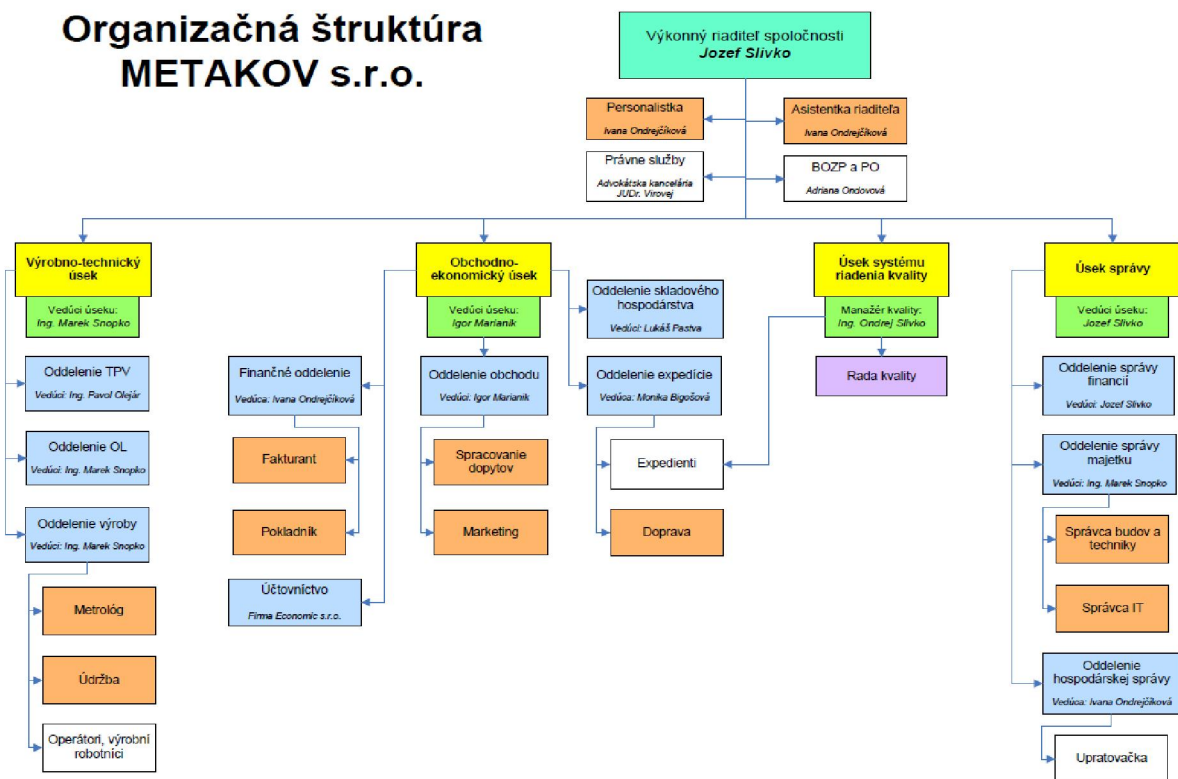 Organizačná štruktúra
METAKOV s.r.o.
Výkonný riaditeľ spoločnosti
Jozef Slivko
Personalistka
Ivana Ondrejčíková
Asistentka riaditeľa
Ivana Ondrejčíková
Právne služby
Advokátska kancelária
JUDr. Virovej
BOZP a PO
Adriana Ondovová
Výrobno-technický
úsek
Vedúci úseku:
Ing. Marek Snopko
Oddelenie TPV
Vedúci: Ing. Pavol Olejár
Oddelenie OL
Vedúci: Ing. Marek Snopko
Oddelenie výroby
Vedúci: Ing. Marek Snopko
Metrológ
Údržba
Operátori, výrobní
robotníci
Obchodno-
ekonomický úsek
Vedúci úseku:
Igor Marianik
Finančné oddelenie
Vedúca: Ivana Ondrejčíková
Fakturant
Pokladník
Účtovníctvo
Firma Economic s.r.o.
Oddelenie obchodu
Vedúci: Igor Marianik
Spracovanie
dopytov
Marketing
Oddelenie skladového
hospodárstva
Vedúci: Lukáš Pastva
Oddelenie expedície
Vedúca: Monika Bigošová
Expedienti
Doprava
Úsek systému
riadenia kvality
Manažér kvality:
Ing. Ondrej Slivko
Rada kvality
Úsek správy
Vedúci úseku:
Jozef Slivko
Oddelenie správy
financií
Vedúci: Jozef Slivko
Oddelenie správy
majetku
Vedúci: Ing. Marek Snopko
Správca budov a
techniky
Správca IT
Oddelenie
hospodárskej správy
Vedúca: Ivana Ondrejčíková
Upratovačka